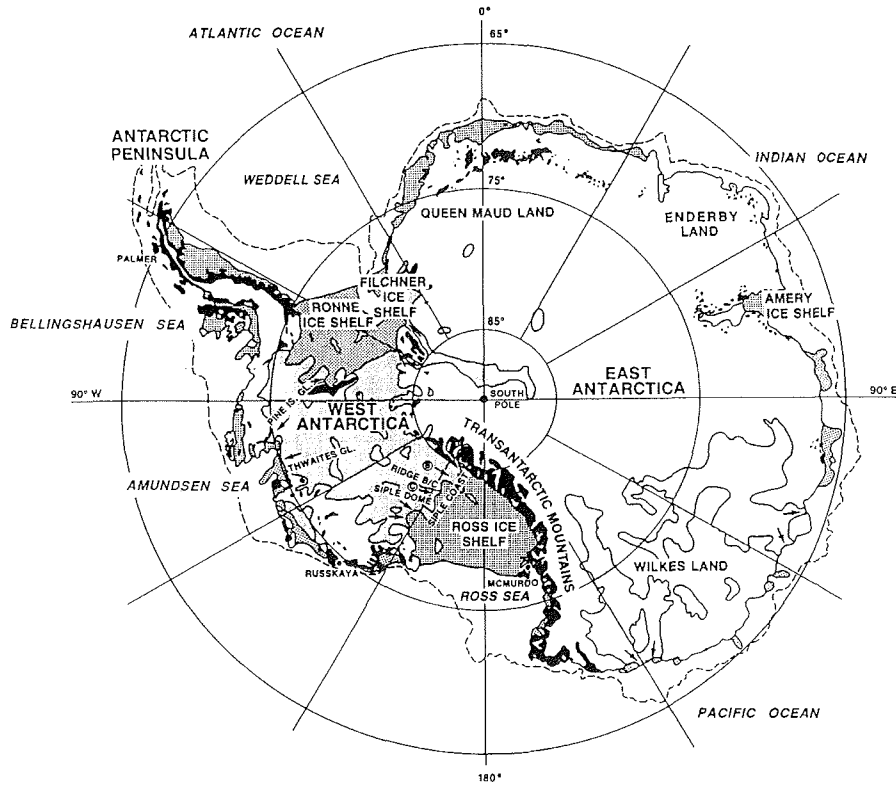 0°
65°
ATLANTIC OCEAN
ANTARCTIC
PENINSULA
WEDDELL SEA
INDIAN OCEAN
75°
QUEEN MAUD LAND
ENDERBY
LAND
PALMER
FILCHNER
ICE
SHELF
RONNE
ICE SHELF
AMERY
ICE SHELF
BELLINGSHAUSEN SEA
85°
90° W
PINE IS. GL.
WEST
ANTARCTICA
SOUTH
POLE
EAST
ANTARCTICA
90° E
THWAITES GL.
AMUNDSEN SEA
TRANSANTARCTIC MOUNTAINS
RIDGE B/C
B
C
SIPLE DOME
SIPLE COAST
ROSS ICE
SHELF
WILKES LAND
RUSSKAYA
MCMURDO
ROSS SEA
PACIFIC OCEAN
180°